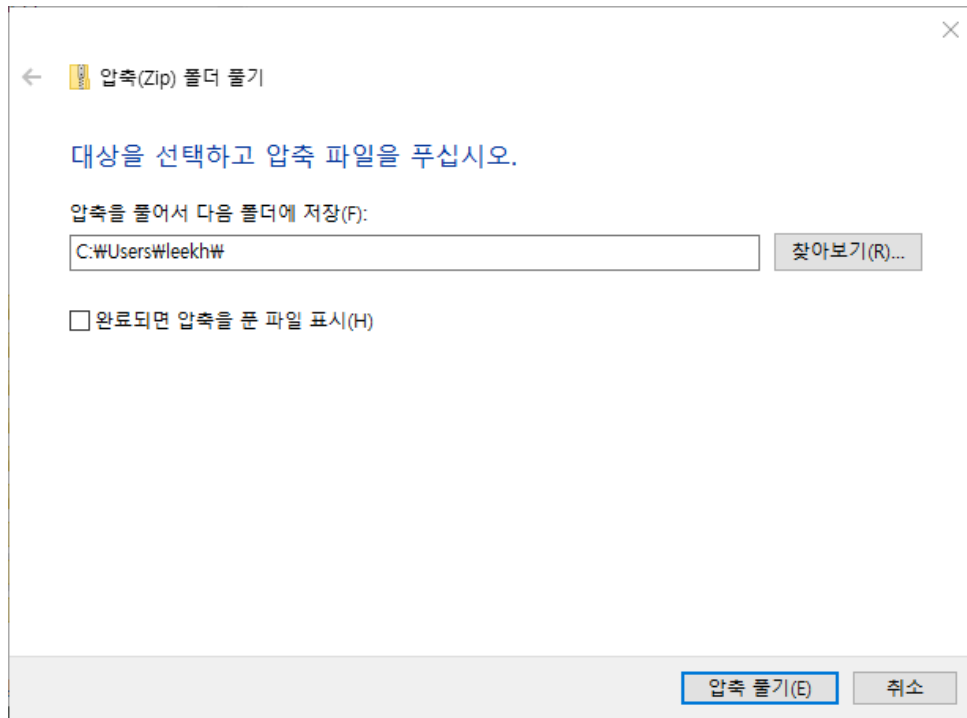 압축(Zip) 폴더 풀기
대상을 선택하고 압축 파일을 푸십시오.
압축을 풀어서 다음 폴더에 저장(F):
C:₩Users₩leekh₩
찾아보기(R)...
완료되면 압축을 푼 파일 표시(H)
압축 풀기(E)
취소